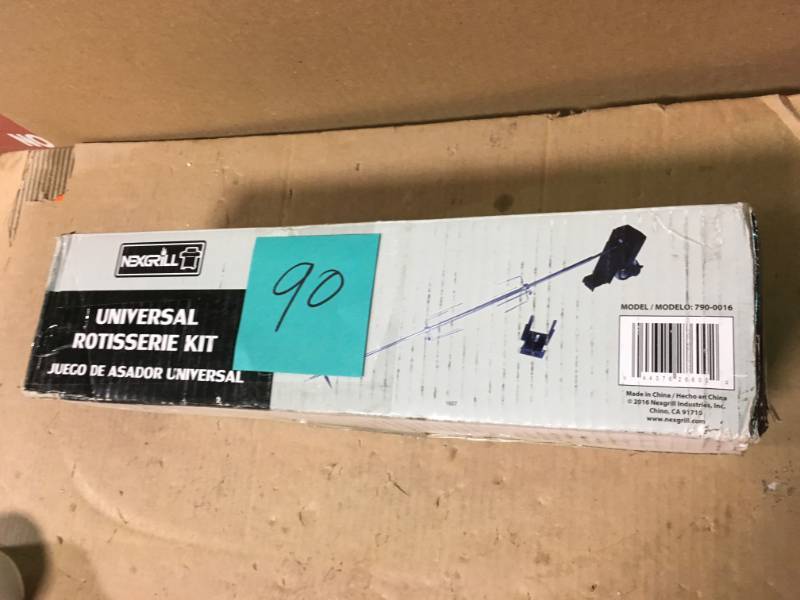 NO
NEXGRILL
UNIVERSAL
ROTISSERIE KIT
JUEGO DE ASADOR UNIVERSAL
90
MODEL / MODELO: 790-0016
Made in China / Hecho en China
© 2016 Nexgrill Industries, Inc.
Chino, CA 91710
www.nexgrill.com